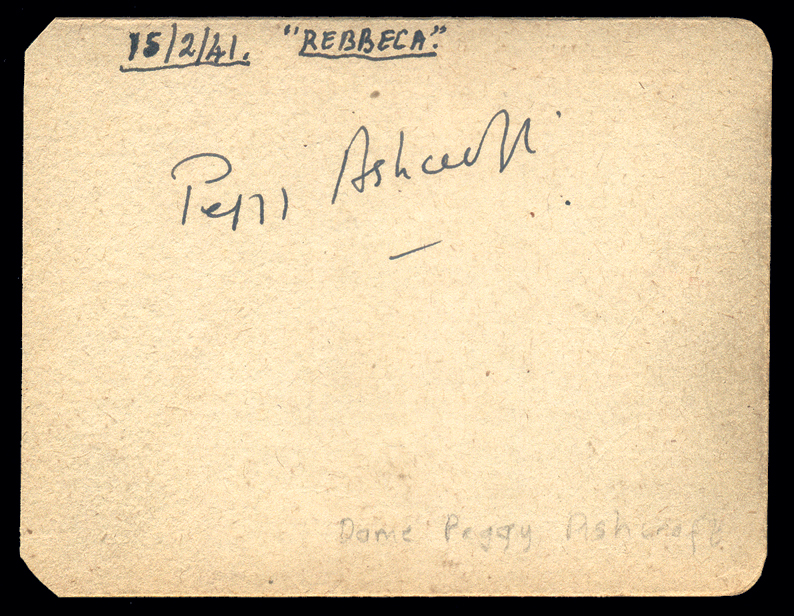 15/2/41. "REBBECA".
Peggy Ashcroft
Dame Peggy Ashcroft